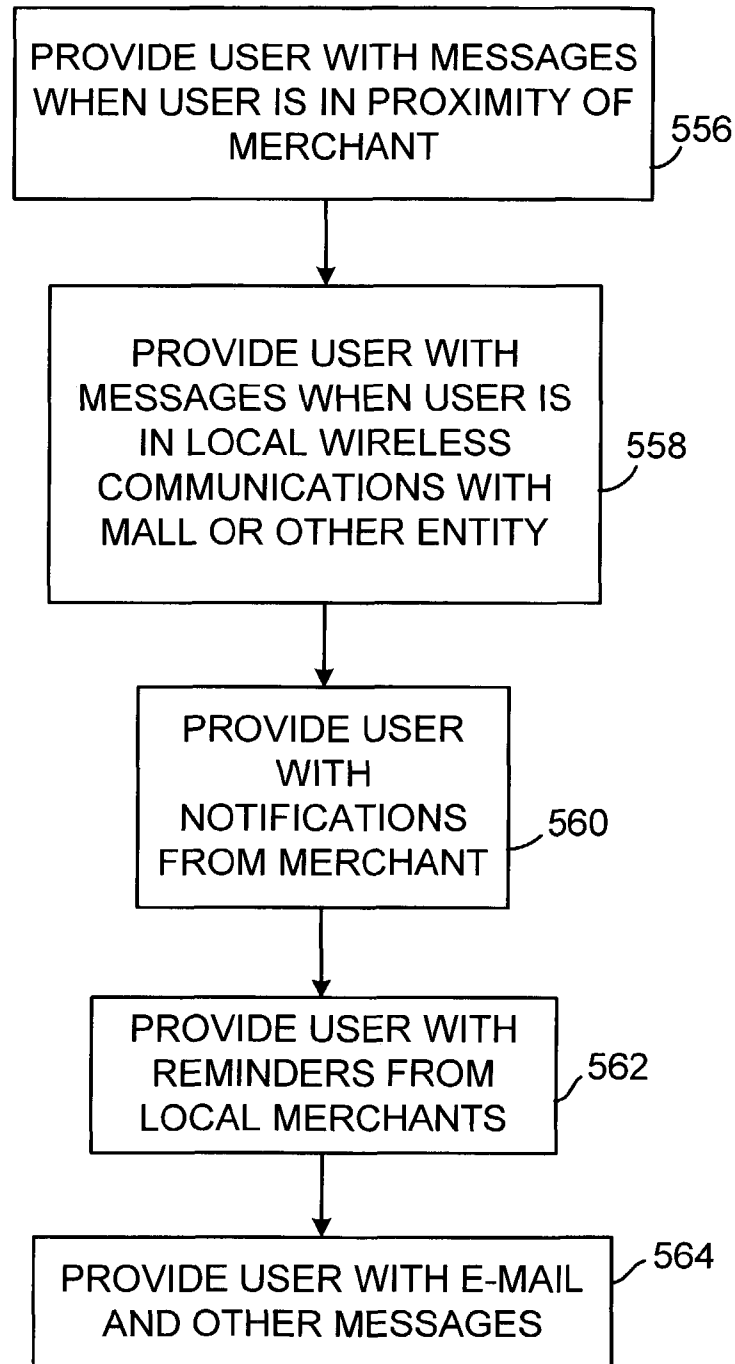 PROVIDE USER WITH MESSAGES
WHEN USER IS IN PROXIMITY OF
MERCHANT
556
PROVIDE USER WITH
MESSAGES WHEN USER IS
IN LOCAL WIRELESS
COMMUNICATIONS WITH
MALL OR OTHER ENTITY
558
PROVIDE USER
WITH
NOTIFICATIONS
FROM MERCHANT
560
PROVIDE USER WITH
REMINDERS FROM
LOCAL MERCHANTS
562
PROVIDE USER WITH E-MAIL
AND OTHER MESSAGES
564